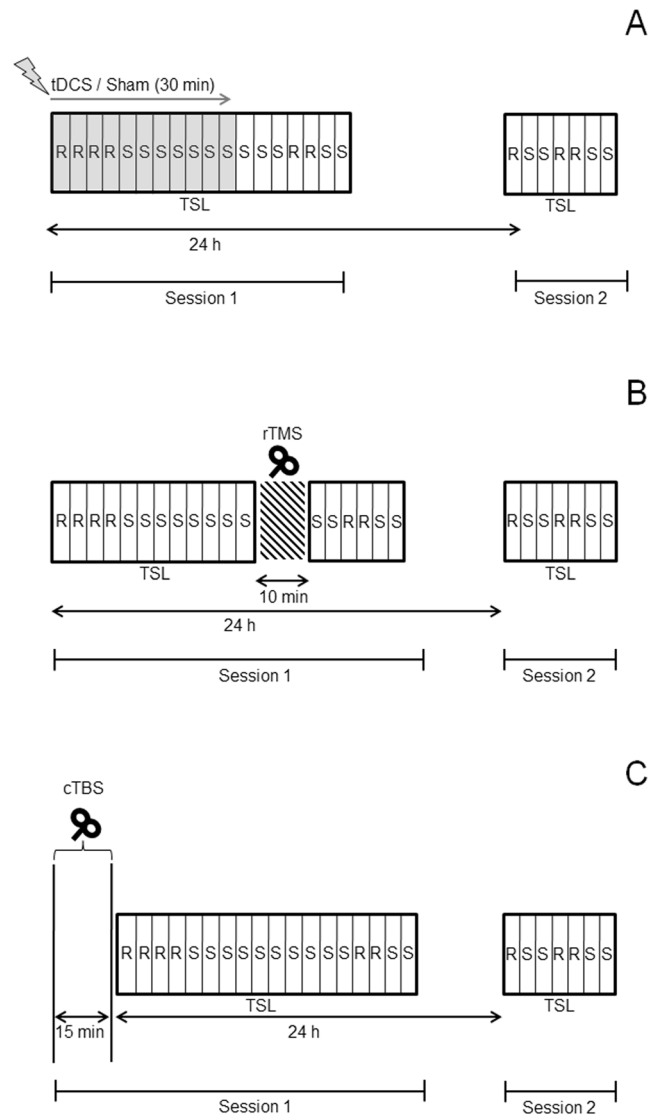 A
tDCS / Sham (30 min)
R R R R S S S S S S S S S S R R S S
R S S R R S S
TSL
TSL
24 h
Session 1
Session 2
B
rTMS
R R R R S S S S S S S S
S S R R S S
R S S R R S S
TSL
TSL
10 min
24 h
Session 1
Session 2
C
cTBS
R R R R S S S S S S S S S S R R S S
R S S R R S S
TSL
TSL
15 min
24 h
Session 1
Session 2